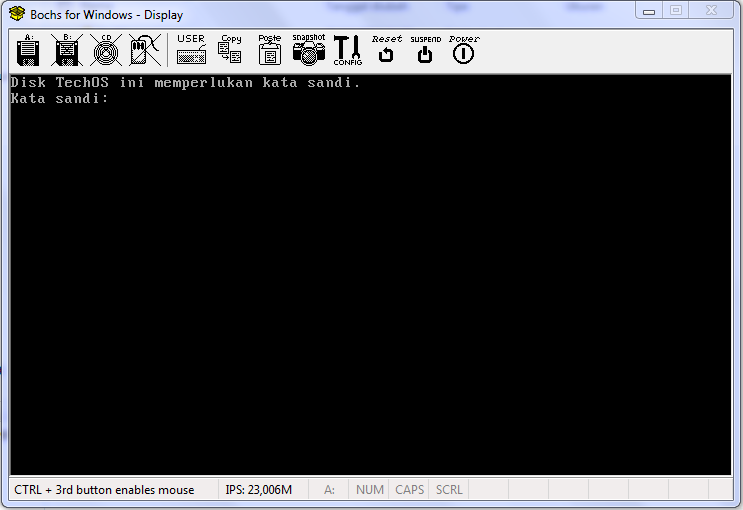 Bochs for Windows - Display
A: B: CD USER Copy Paste snapshot CONFIG Reset SUSPEND Power
Disk TechOS ini memperlukan kata sandi.
Kata sandi:
CTRL + 3rd button enables mouse IPS: 23,006M A: NUM CAPS SCRL